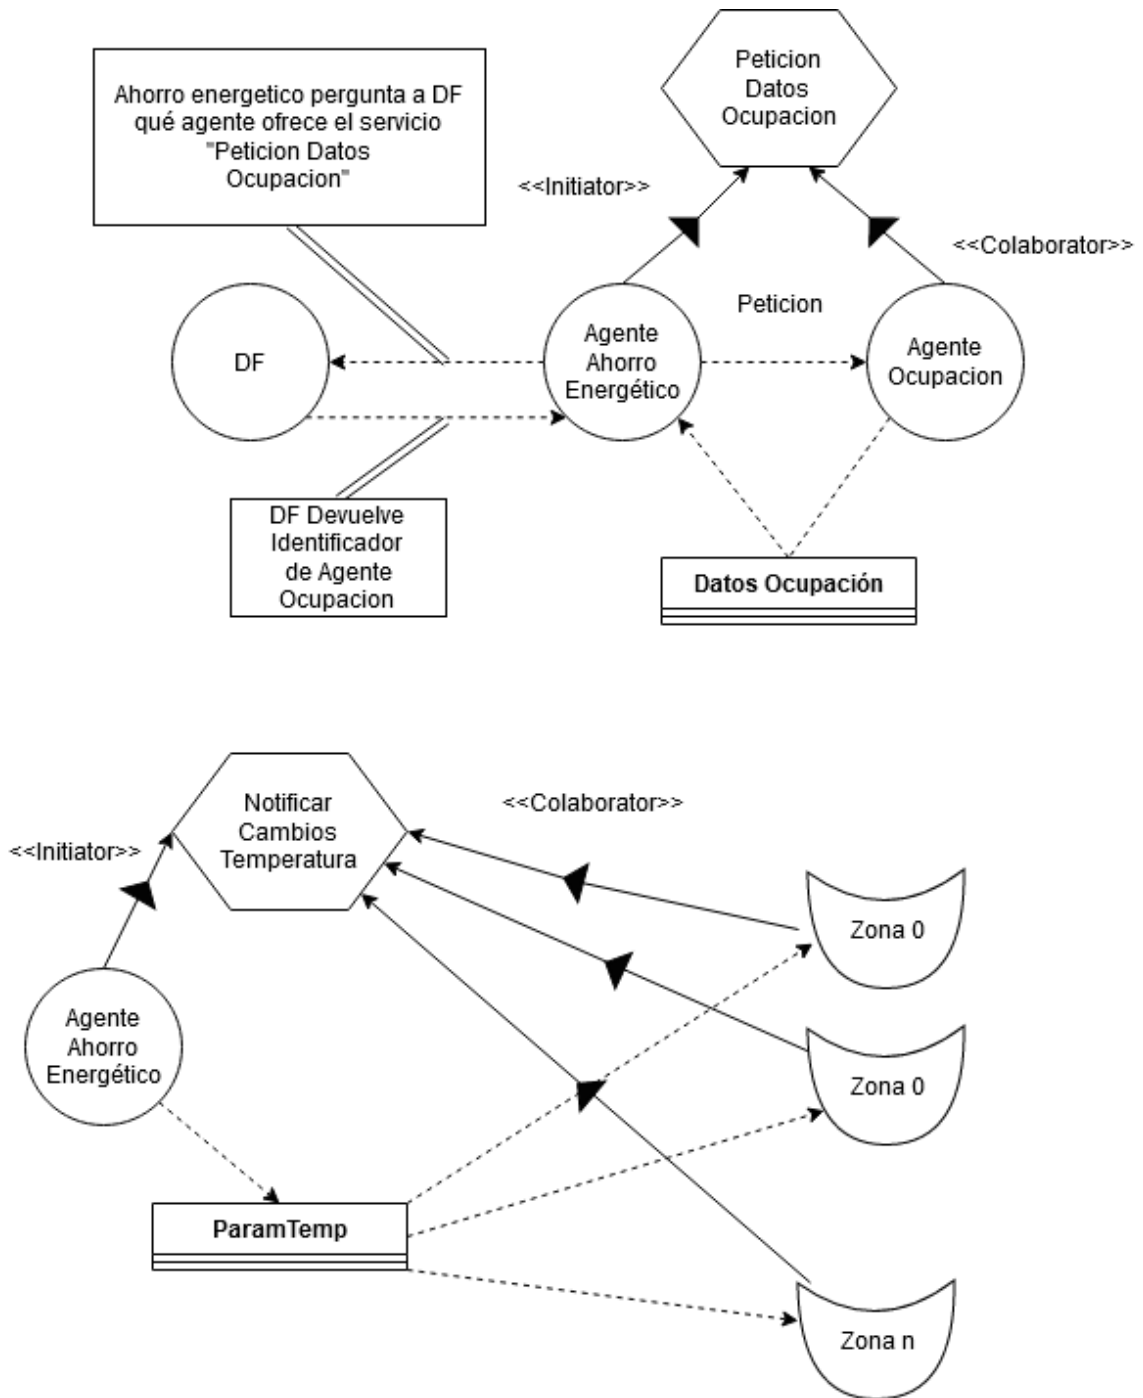 Peticion
Datos
Ocupacion
Ahorro energetico pergunta a DF
qué agente ofrece el servicio
"Peticion Datos
Ocupacion"
<<Initiator>>
<<Colaborator>>
Peticion
DF
Agente
Ahorro
Energético
Agente
Ocupacion
DF Devuelve
Identificador
de Agente
Ocupacion
Datos Ocupación
Notificar
Cambios
Temperatura
<<Colaborator>>
<<Initiator>>
Zona 0
Agente
Ahorro
Energético
Zona 0
ParamTemp
Zona n